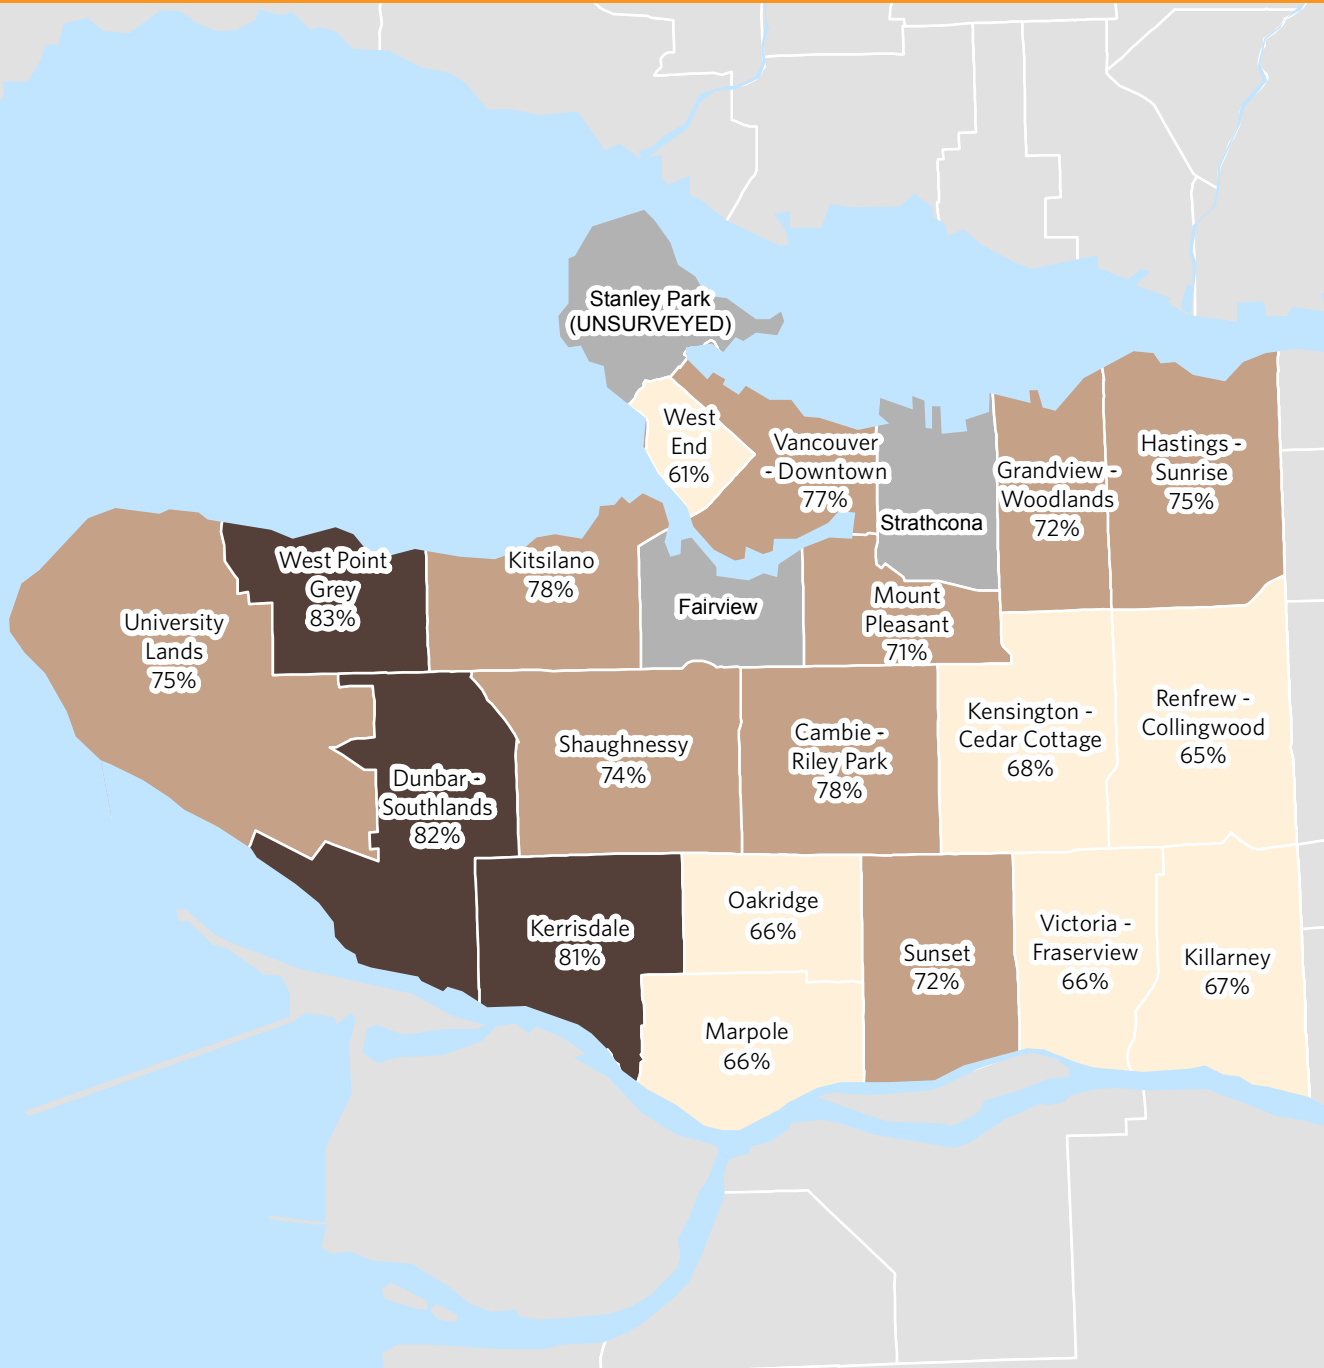 Stanley Park
(UNSURVEYED)
West
End
61%
Vancouver
- Downtown
77%
Strathcona
Grandview -
Woodlands
72%
Hastings -
Sunrise
75%
West Point
Grey
83%
Kitsilano
78%
Fairview
Mount
Pleasant
71%
University
Lands
75%
Dunbar -
Southlands
82%
Shaughnessy
74%
Cambie -
Riley Park
78%
Kensington -
Cedar Cottage
68%
Renfrew -
Collingwood
65%
Kerrisdale
81%
Oakridge
66%
Marpole
66%
Sunset
72%
Victoria -
Fraserview
66%
Killarney
67%